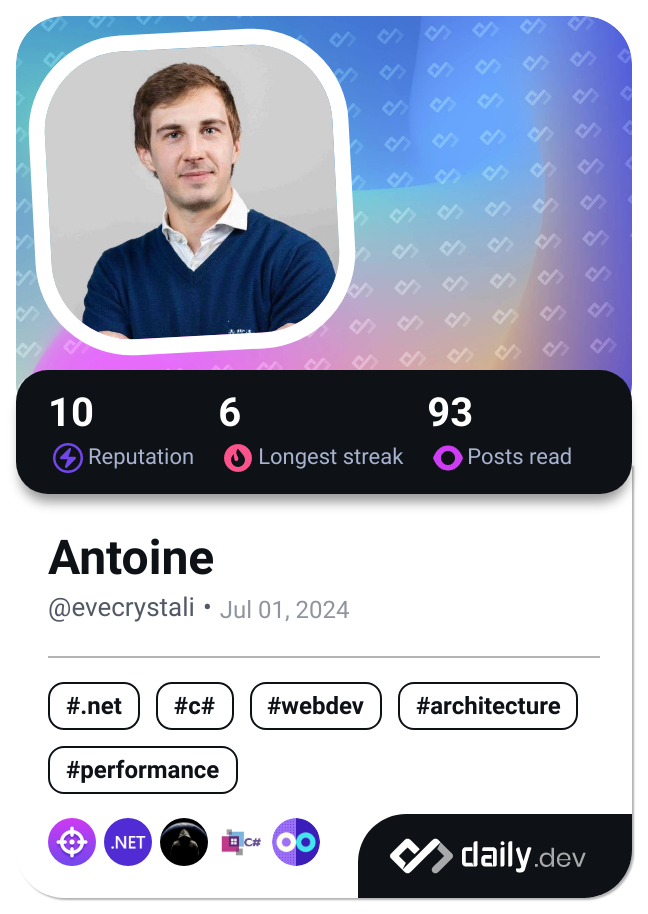 10 6 93
Reputation Longest streak Posts read
Antoine
@evecrystali • Jul 01, 2024
#.net #c# #webdev #architecture
#performance
.NET C#
daily.dev